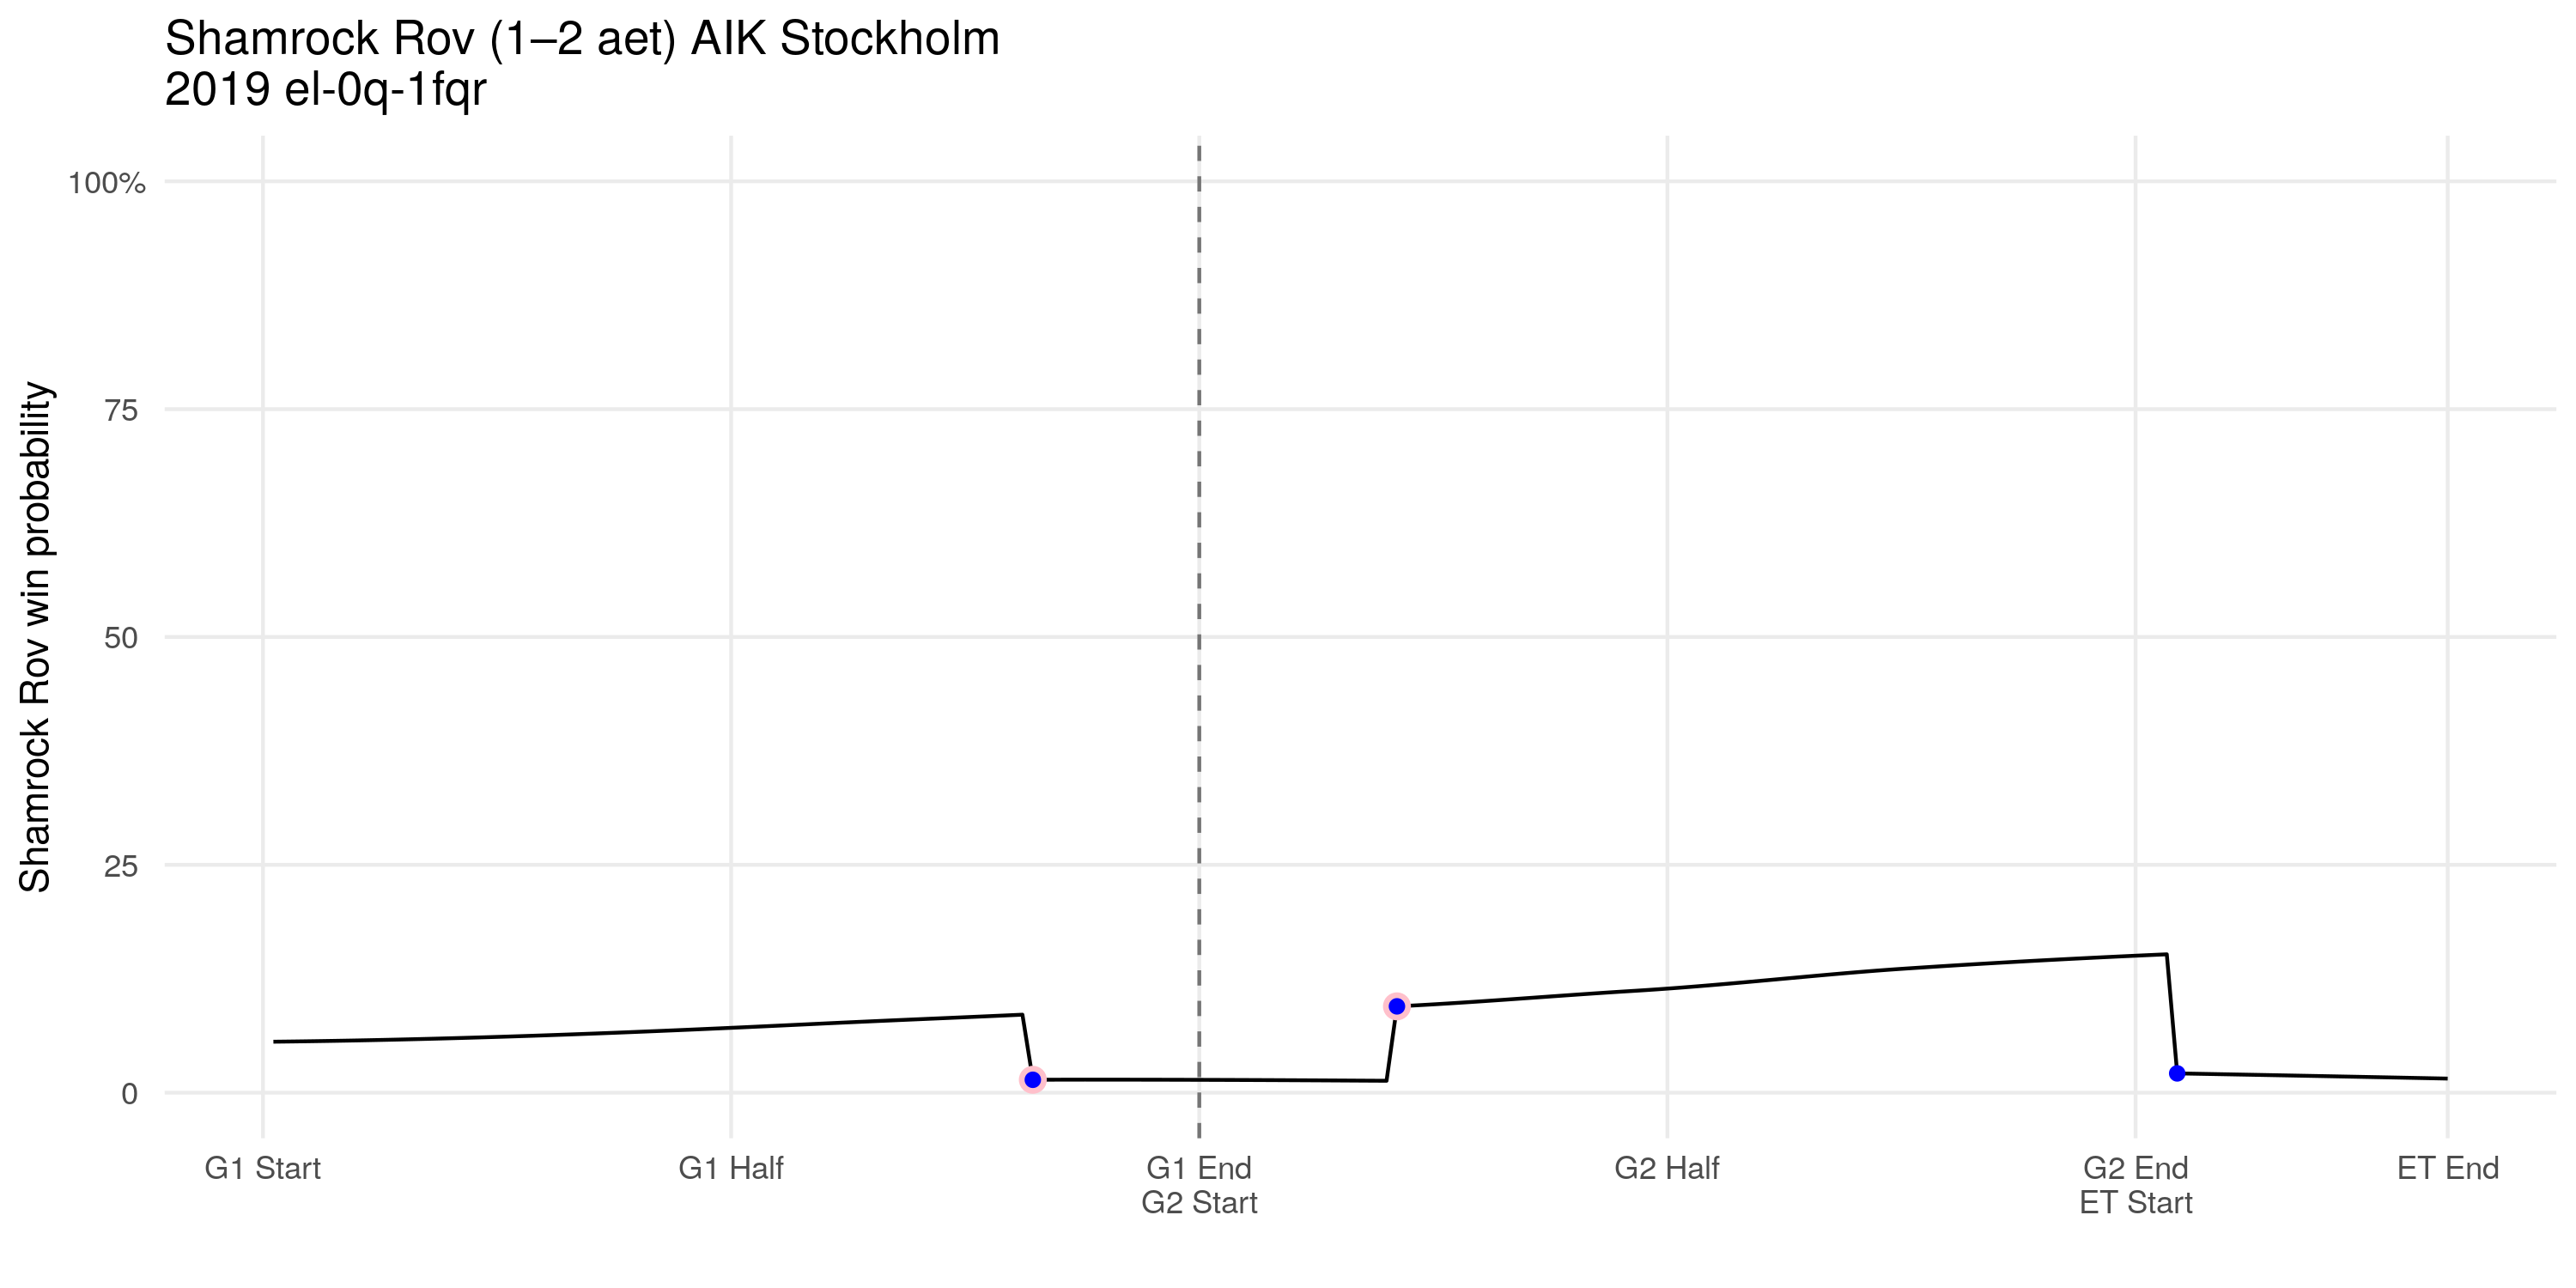 Shamrock Rov (1–2 aet) AIK Stockholm
2019 el-0q-1fqr
Shamrock Rov win probability
100%
75
50
25
0
G1 Start
G1 Half
G1 End
G2 Start
G2 Half
G2 End
ET Start
ET End